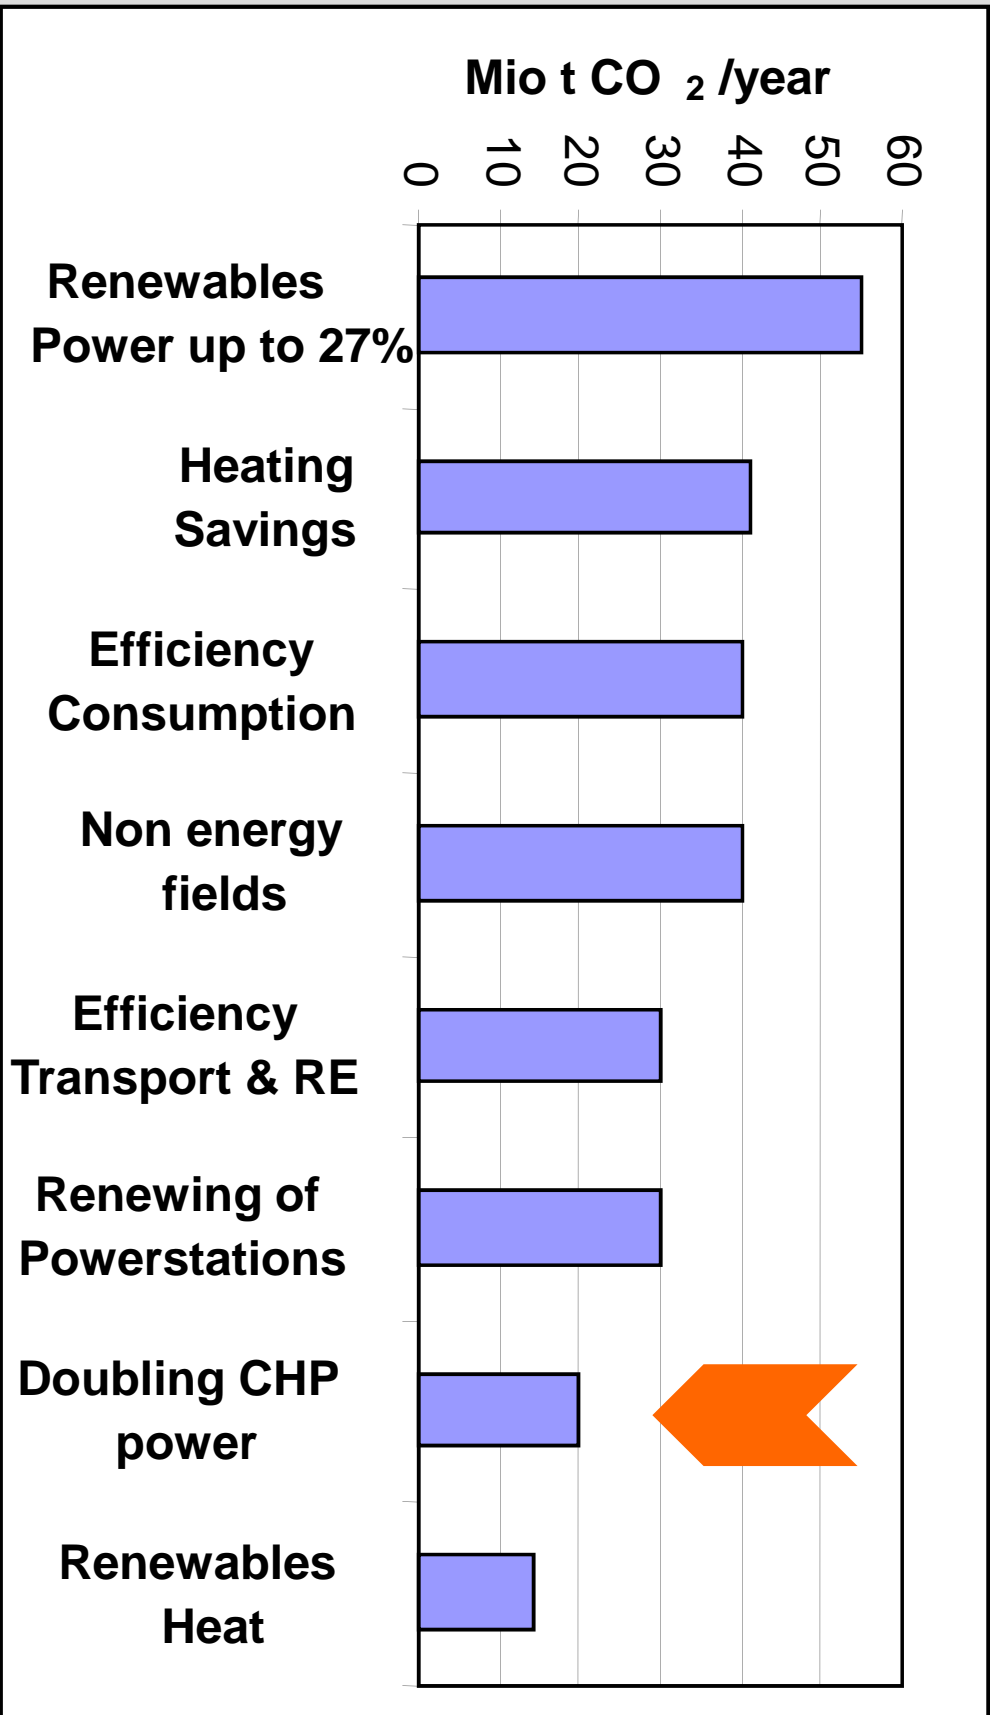 Mio t CO 2 /year
0 10 20 30 40 50 60
Renewables
Power up to 27%
Heating
Savings
Efficiency
Consumption
Non energy
fields
Efficiency
Transport & RE
Renewing of
Powerstations
Doubling CHP
power
Renewables
Heat